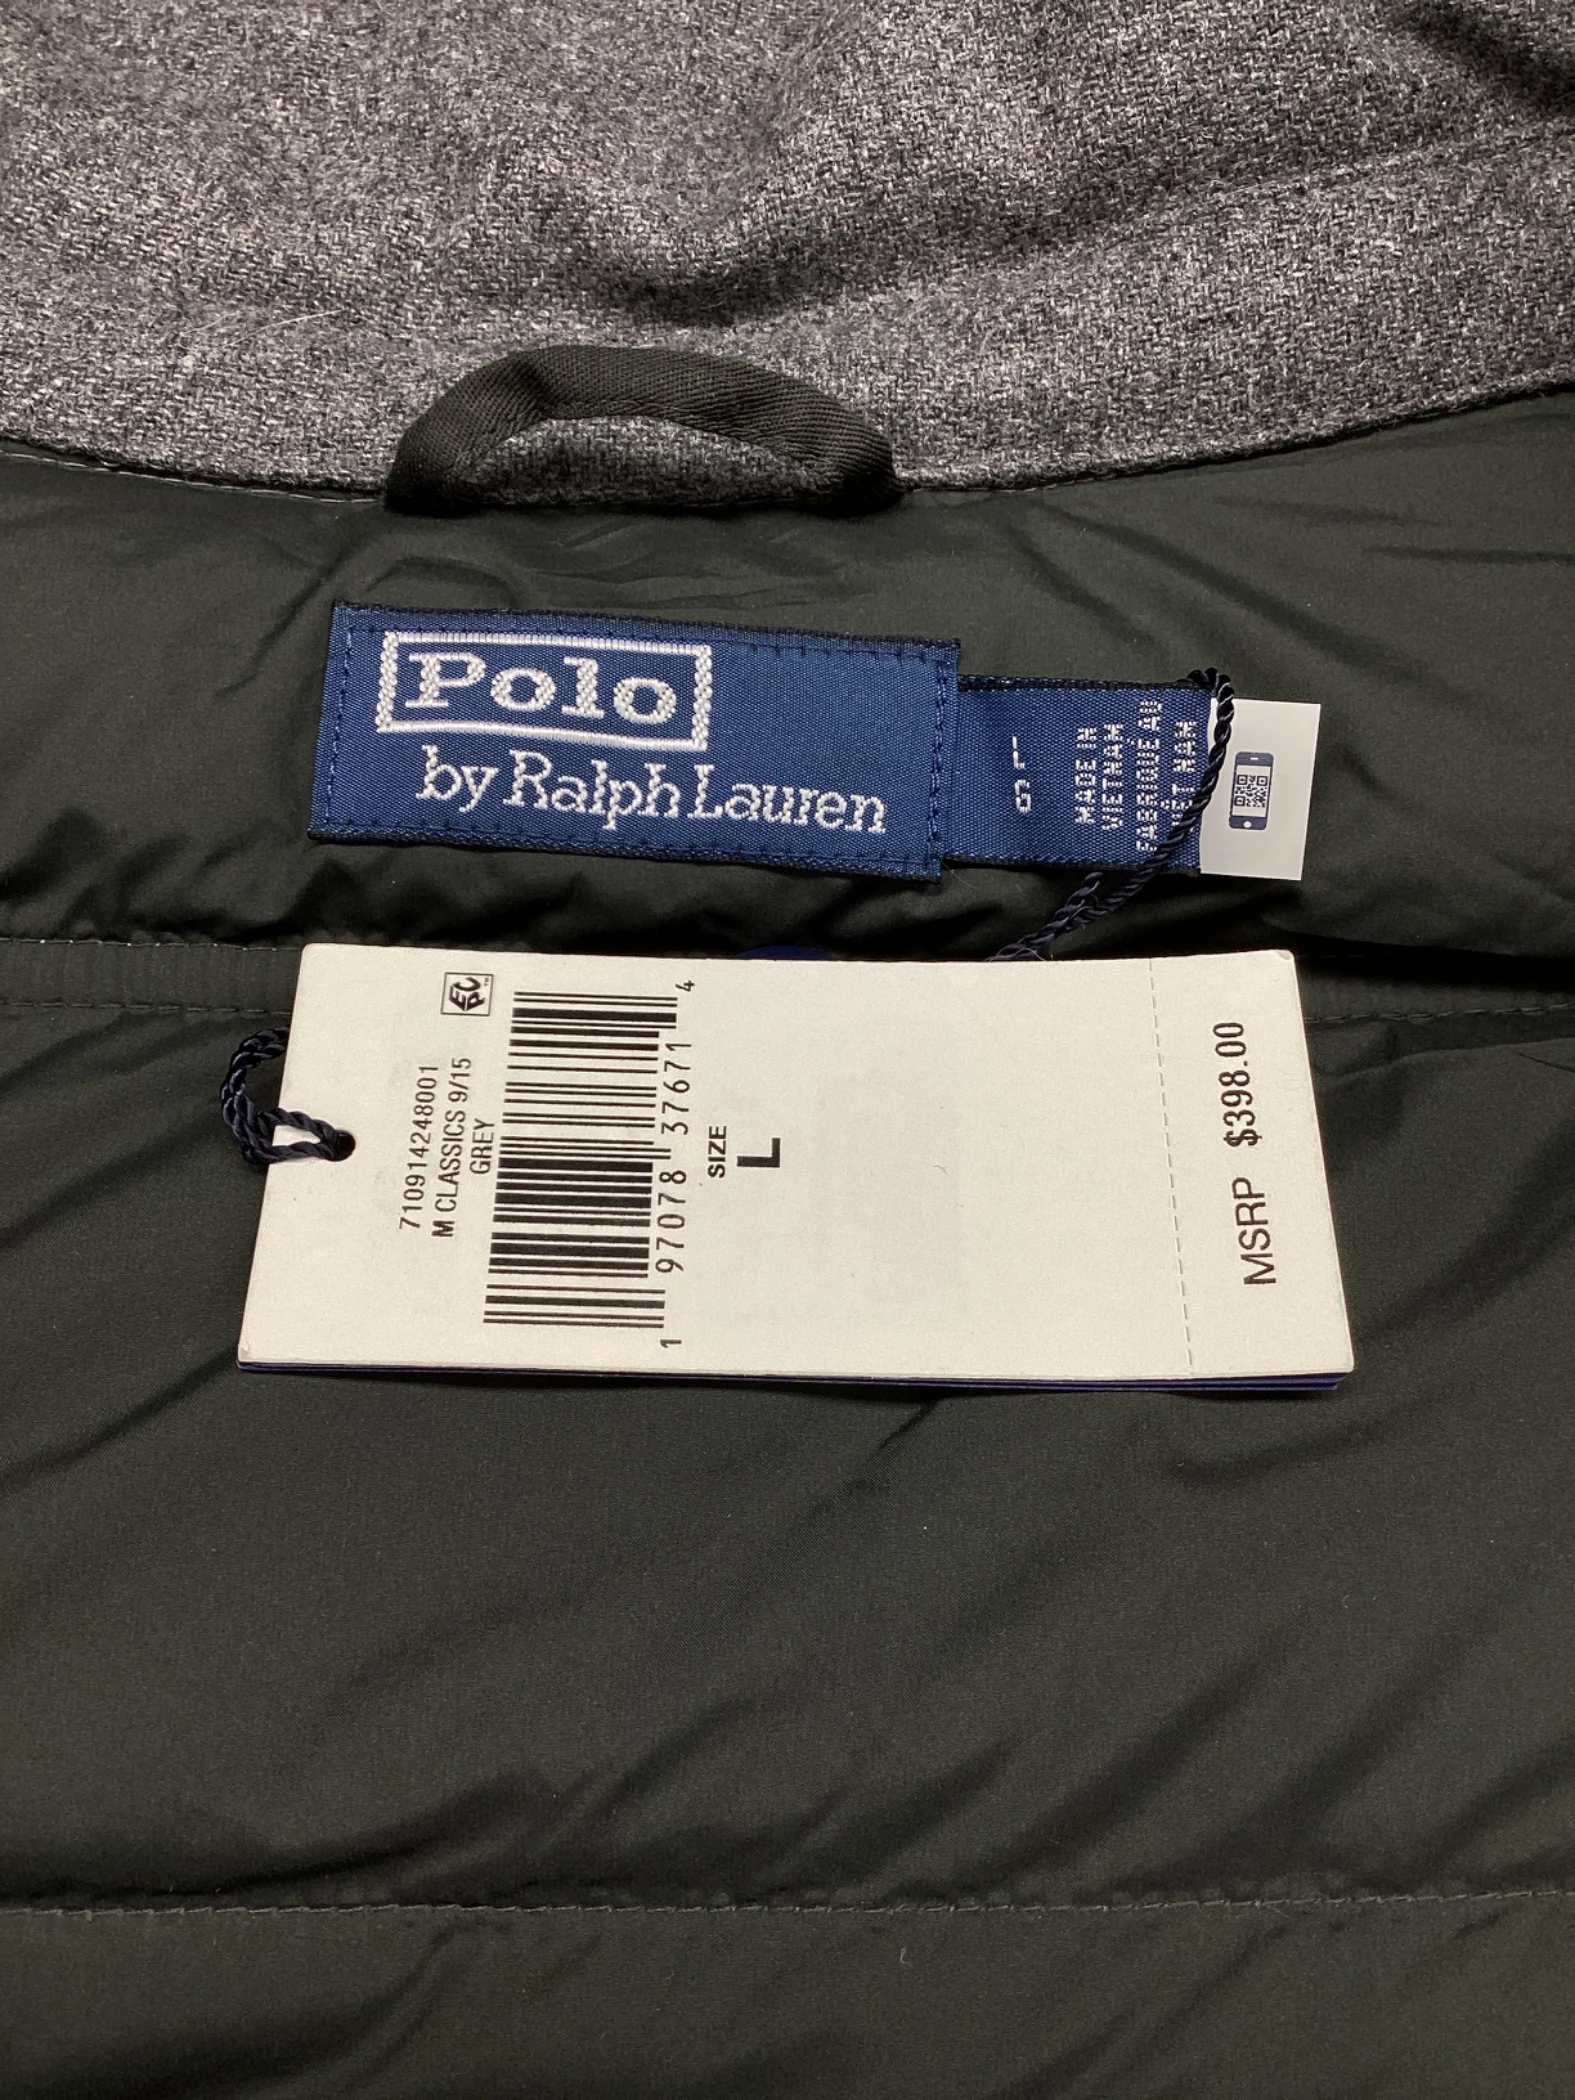 Polo
by Ralph Lauren
L
G
MADE IN
VIETNAM
FABRIQUÉ AU
VIÊT NAM
710914248001
M CLASSICS 9/15
GREY
1 97078 37671 4
SIZE
L
MSRP $398.00